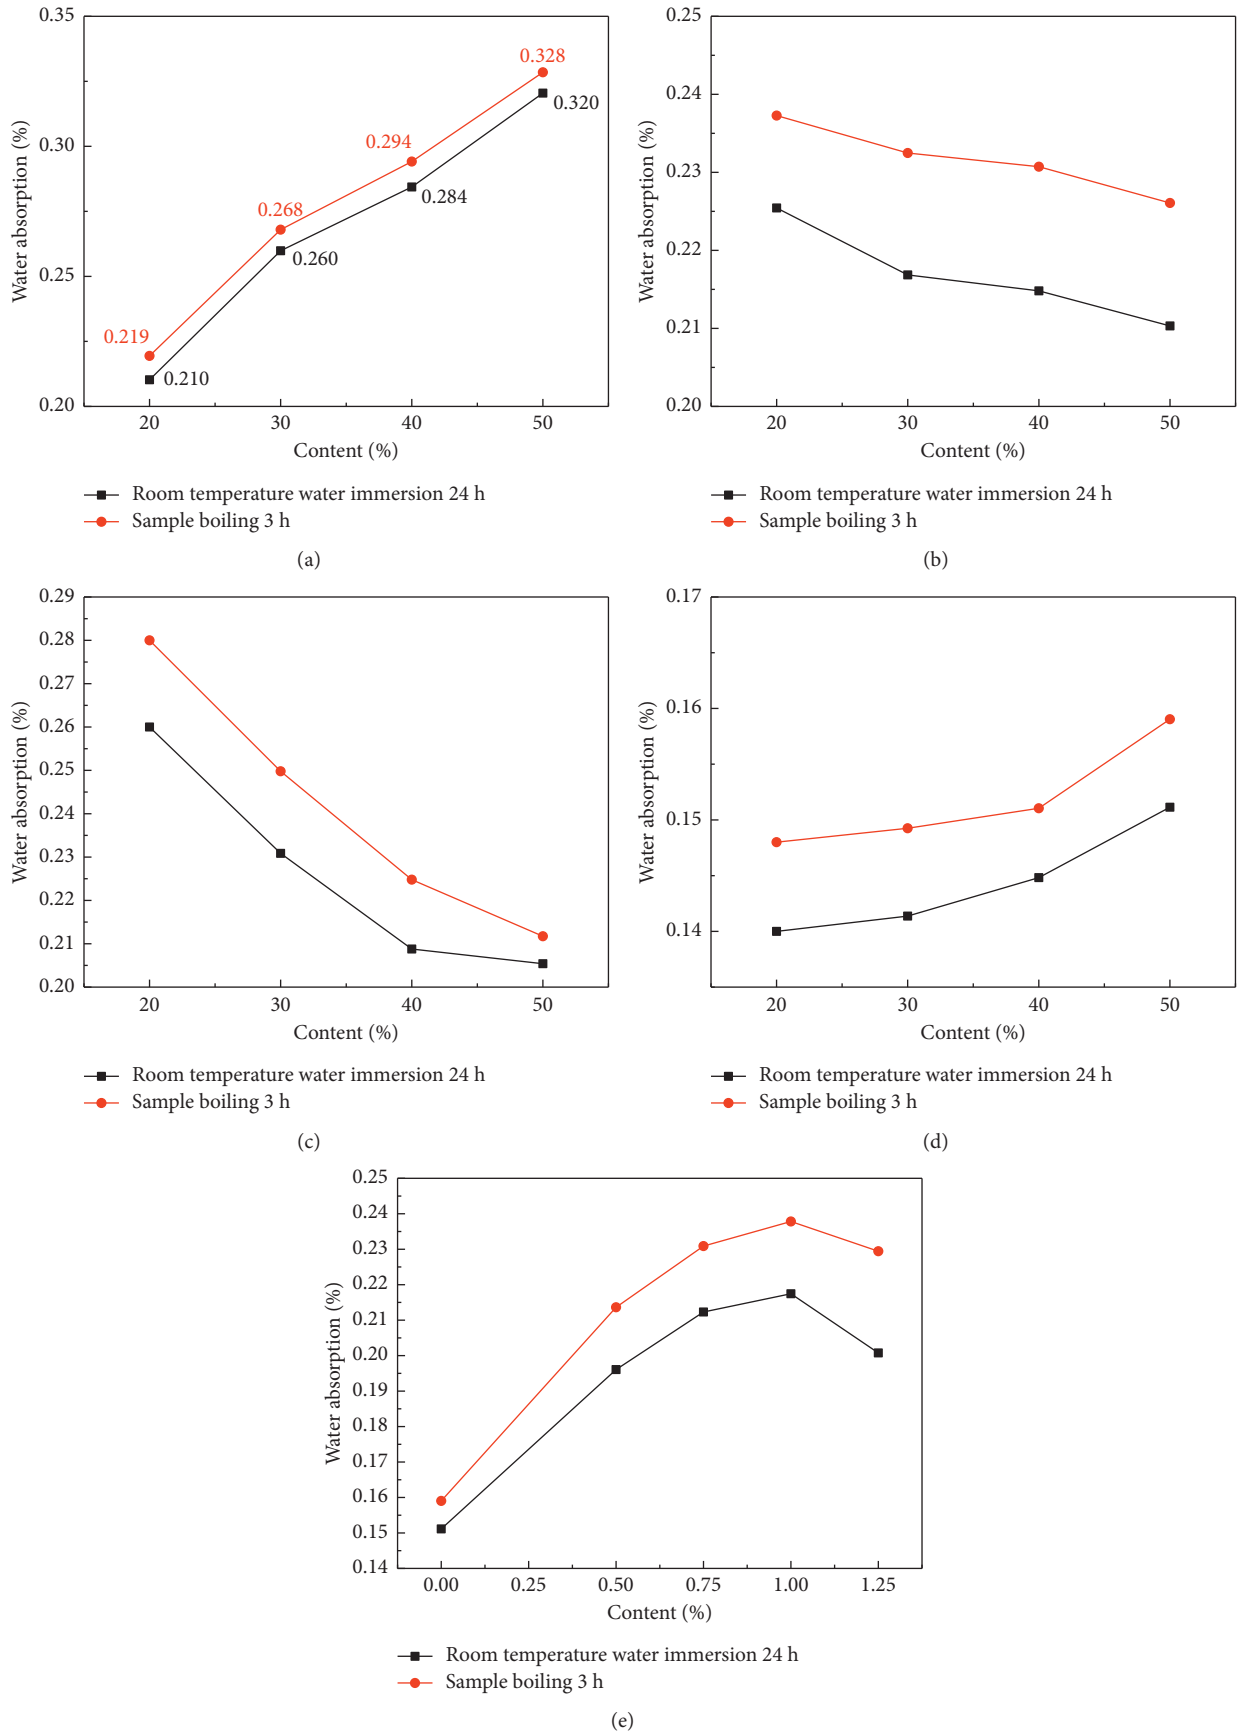 0.35
0.30
0.25
0.20
Water absorption (%)
0.219
0.268
0.294
0.328
0.210
0.260
0.284
0.320
20 30 40 50
Content (%)
Room temperature water immersion 24 h
Sample boiling 3 h
(a)
0.25
0.24
0.23
0.22
0.21
0.20
Water absorption (%)
20 30 40 50
Content (%)
Room temperature water immersion 24 h
Sample boiling 3 h
(b)
0.29
0.28
0.27
0.26
0.25
0.24
0.23
0.22
0.21
0.20
Water absorption (%)
20 30 40 50
Content (%)
Room temperature water immersion 24 h
Sample boiling 3 h
(c)
0.17
0.16
0.15
0.14
Water absorption (%)
20 30 40 50
Content (%)
Room temperature water immersion 24 h
Sample boiling 3 h
(d)
0.25
0.24
0.23
0.22
0.21
0.20
0.19
0.18
0.17
0.16
0.15
0.14
Water absorption (%)
0.00 0.25 0.50 0.75 1.00 1.25
Content (%)
Room temperature water immersion 24 h
Sample boiling 3 h
(e)